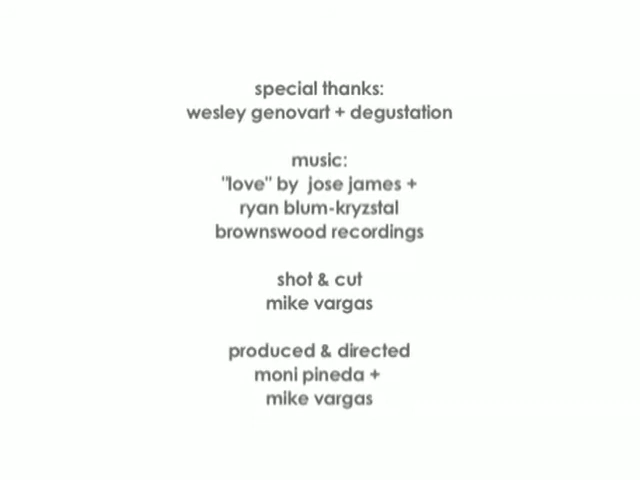 special thanks:
wesley genovart + degustation
music:
"love" by jose james +
ryan blum-kryzstal
brownswood recordings
shot & cut
mike vargas
produced & directed
moni pineda +
mike vargas